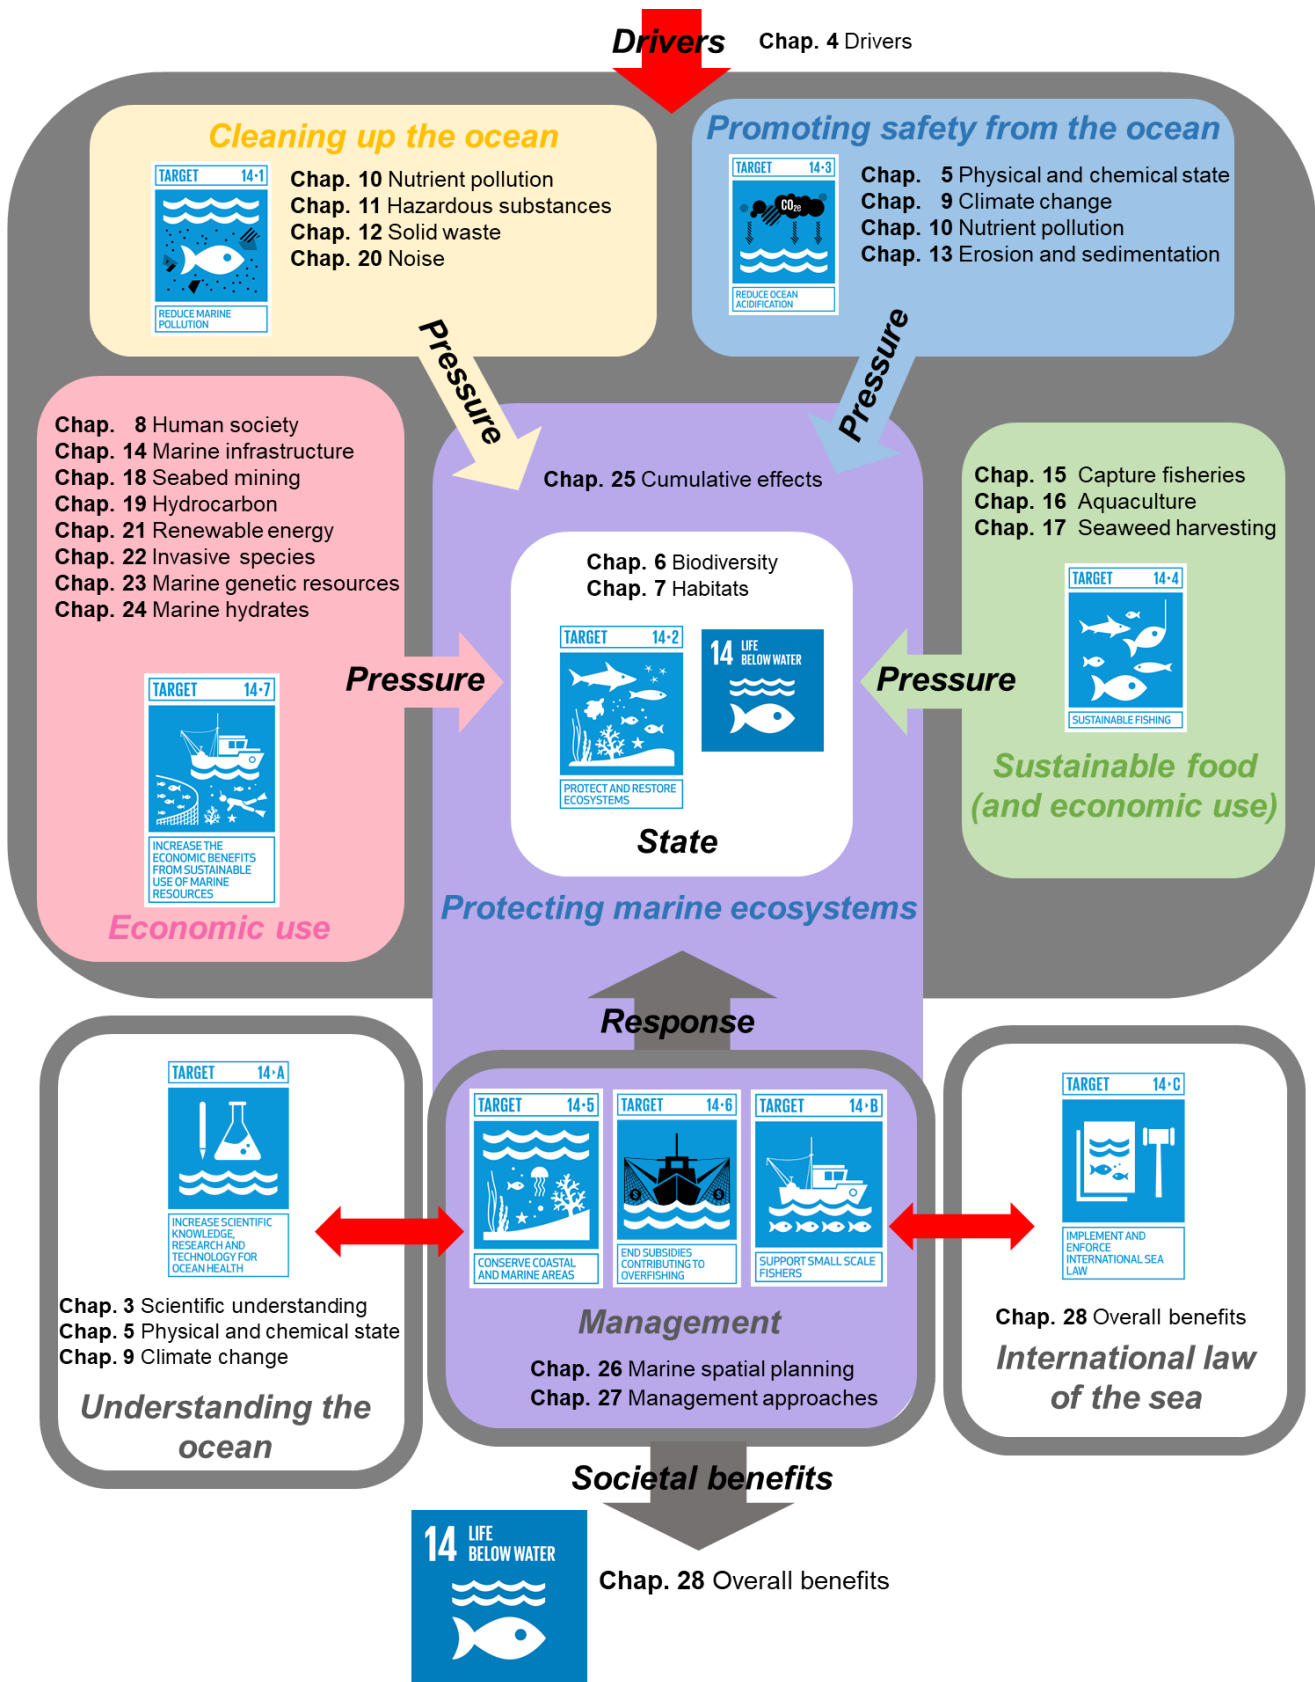 Drivers
Chap. 4 Drivers
Cleaning up the ocean
TARGET 14·1
REDUCE MARINE
POLLUTION
Chap. 10 Nutrient pollution
Chap. 11 Hazardous substances
Chap. 12 Solid waste
Chap. 20 Noise
Promoting safety from the ocean
TARGET 14·3
CO2e
REDUCE OCEAN
ACIDIFICATION
Chap. 5 Physical and chemical state
Chap. 9 Climate change
Chap. 10 Nutrient pollution
Chap. 13 Erosion and sedimentation
Pressure
Pressure
Chap. 8 Human society
Chap. 14 Marine infrastructure
Chap. 18 Seabed mining
Chap. 19 Hydrocarbon
Chap. 21 Renewable energy
Chap. 22 Invasive species
Chap. 23 Marine genetic resources
Chap. 24 Marine hydrates
TARGET 14·7
INCREASE THE
ECONOMIC BENEFITS
FROM SUSTAINABLE
USE OF MARINE
RESOURCES
Economic use
Pressure
Chap. 25 Cumulative effects
Chap. 6 Biodiversity
Chap. 7 Habitats
TARGET 14·2
PROTECT AND RESTORE
ECOSYSTEMS
14 LIFE
BELOW WATER
State
Protecting marine ecosystems
Pressure
Chap. 15 Capture fisheries
Chap. 16 Aquaculture
Chap. 17 Seaweed harvesting
TARGET 14·4
SUSTAINABLE FISHING
Sustainable food
(and economic use)
Response
TARGET 14·A
INCREASE SCIENTIFIC
KNOWLEDGE,
RESEARCH AND
TECHNOLOGY FOR
OCEAN HEALTH
Chap. 3 Scientific understanding
Chap. 5 Physical and chemical state
Chap. 9 Climate change
Understanding the
ocean
TARGET 14·5
CONSERVE COASTAL
AND MARINE AREAS
TARGET 14·6
$ $
END SUBSIDIES
CONTRIBUTING TO
OVERFISHING
TARGET 14·B
SUPPORT SMALL SCALE
FISHERS
Management
Chap. 26 Marine spatial planning
Chap. 27 Management approaches
TARGET 14·C
IMPLEMENT AND
ENFORCE
INTERNATIONAL SEA
LAW
Chap. 28 Overall benefits
International law
of the sea
Societal benefits
14 LIFE
BELOW WATER
Chap. 28 Overall benefits